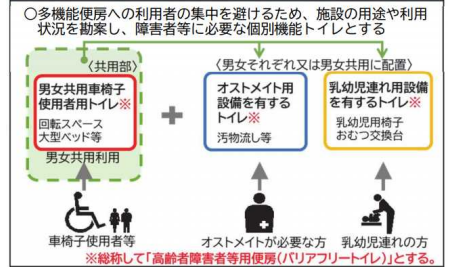 ○多機能便房への利用者の集中を避けるため、施設の用途や利用
状況を勘案し、障害者等に必要な個別機能トイレとする
〈共用部〉
〈男女それぞれ又は男女共用に配置〉
男女共用車椅子
使用者用トイレ※
回転スペース
大型ベッド等
男女共用利用
オストメイト用
設備を有する
トイレ※
汚物流し等
乳幼児連れ用設備
を有するトイレ※
乳幼児用椅子
おむつ交換台
車椅子使用者等
オストメイトが必要な方
乳幼児連れの方
※総称して「高齢者障害者等用便房(バリアフリートイレ)」とする。